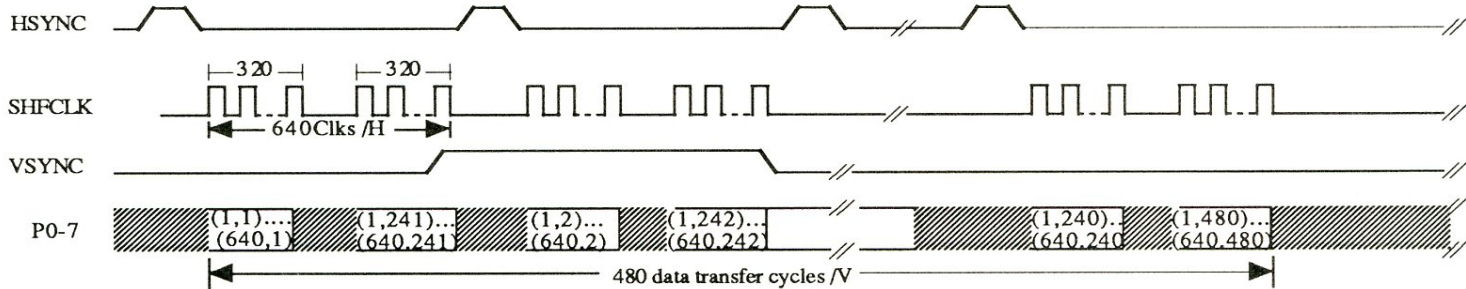 HSYNC
320 320
SHFCLK
640Clks /H
VSYNC
P0-7
(1,1).... (1,241)... (1,2)... (1,242)... (1,240).. (1,480)...
(640,1) (640.241) (640.2) (640.242) (640.240 (640.480)
480 data transfer cycles /V